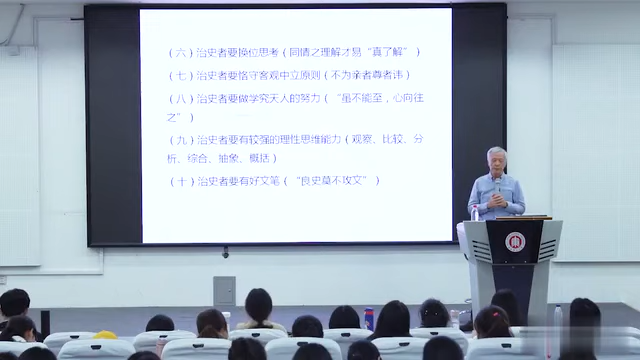 （六）治史者要换位思考（同情之理解才易“真了解”）
（七）治史者要恪守客观中立原则（不为亲者尊者讳）
（八）治史者要做学究天人的努力（“虽不能至，心向往
之”）
（九）治史者要有较强的理性思维能力（观察、比较、分
析、综合、抽象、概括）
（十）治史者要有好文笔（“良史莫不攻文”）